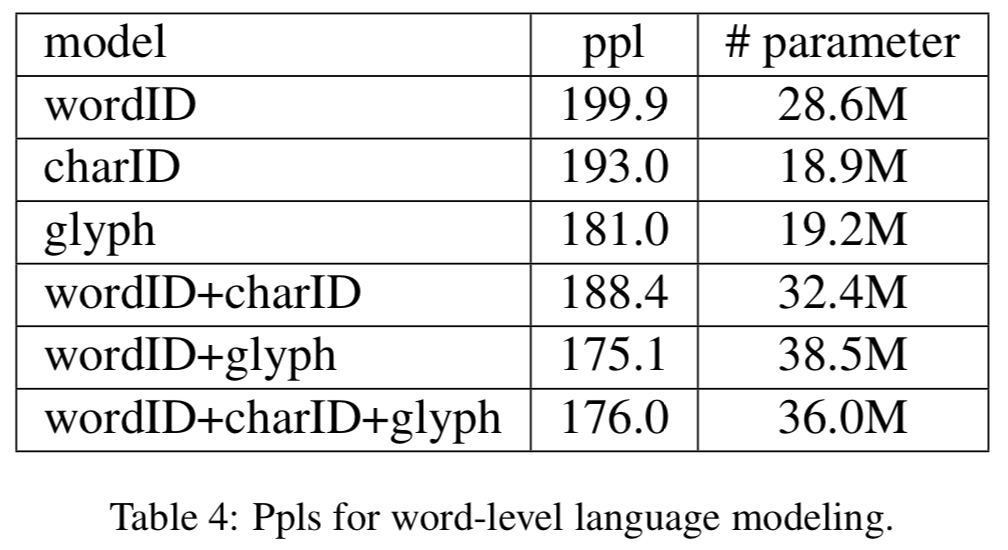 model ppl # parameter
wordID 199.9 28.6M
charID 193.0 18.9M
glyph 181.0 19.2M
wordID+charID 188.4 32.4M
wordID+glyph 175.1 38.5M
wordID+charID+glyph 176.0 36.0M
Table 4: Ppls for word-level language modeling.